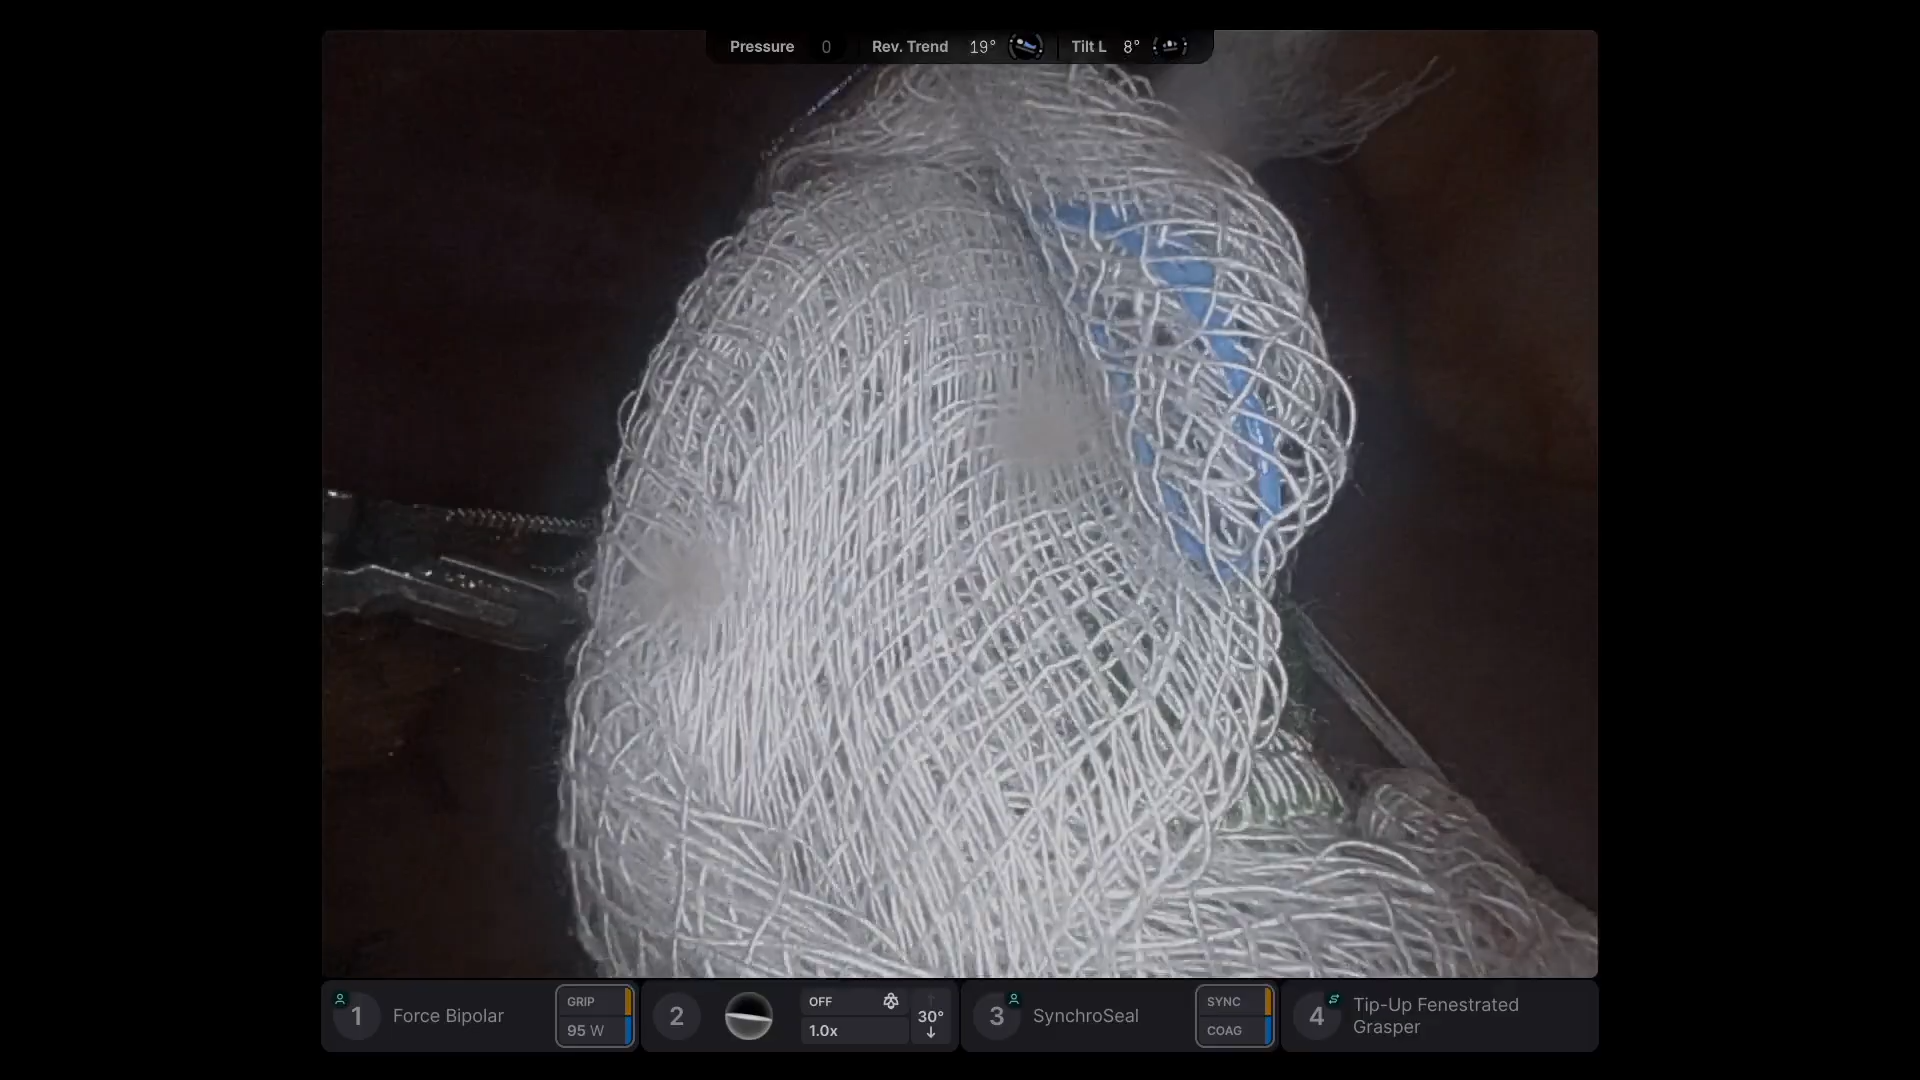 Pressure 0 Rev. Trend 19° Tilt L 8°
1 Force Bipolar
GRIP
95 W
2
OFF
1.0x
30°
3 SynchroSeal
SYNC
COAG
4 Tip-Up Fenestrated
Grasper